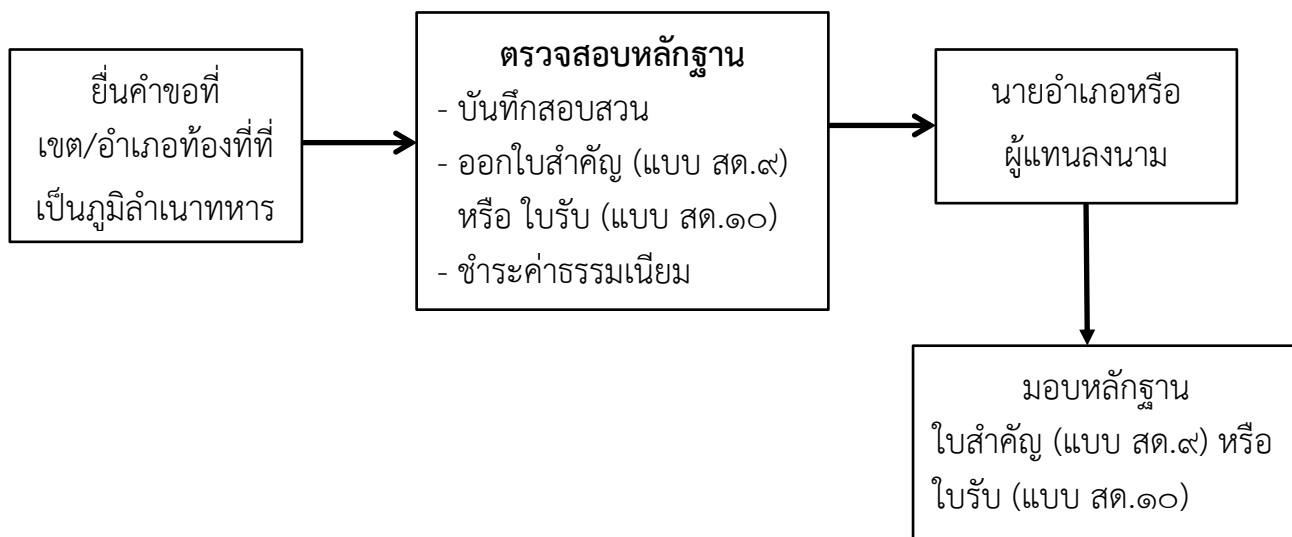 ยื่นคำขอที่
เขต/อำเภอท้องที่ที่
เป็นภูมิลำเนาทหาร
ตรวจสอบหลักฐาน
- บันทึกสอบสวน
- ออกใบสำคัญ (แบบ สด.๙)
หรือ ใบรับ (แบบ สด.๑๐)
- ชำระค่าธรรมเนียม
นายอำเภอหรือ
ผู้แทนลงนาม
มอบหลักฐาน
ใบสำคัญ (แบบ สด.๙) หรือ
ใบรับ (แบบ สด.๑๐)